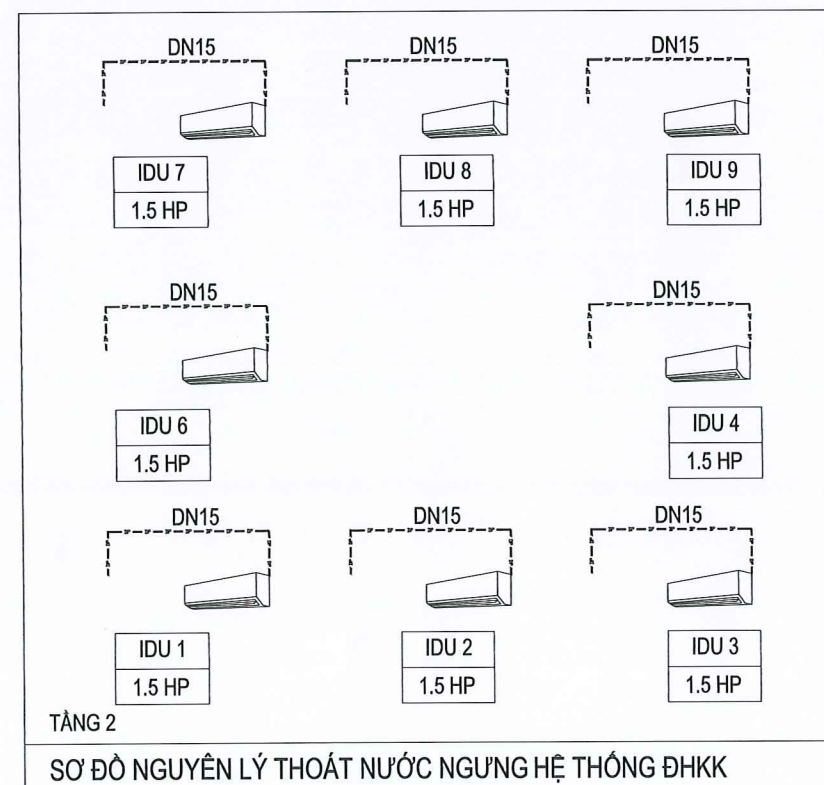 DN15 DN15 DN15
IDU 7 IDU 8 IDU 9
1.5 HP 1.5 HP 1.5 HP
DN15 DN15
IDU 6 IDU 4
1.5 HP 1.5 HP
DN15 DN15 DN15
IDU 1 IDU 2 IDU 3
1.5 HP 1.5 HP 1.5 HP
TẦNG 2
SƠ ĐỒ NGUYÊN LÝ THOÁT NƯỚC NGƯNG HỆ THỐNG ĐHKK